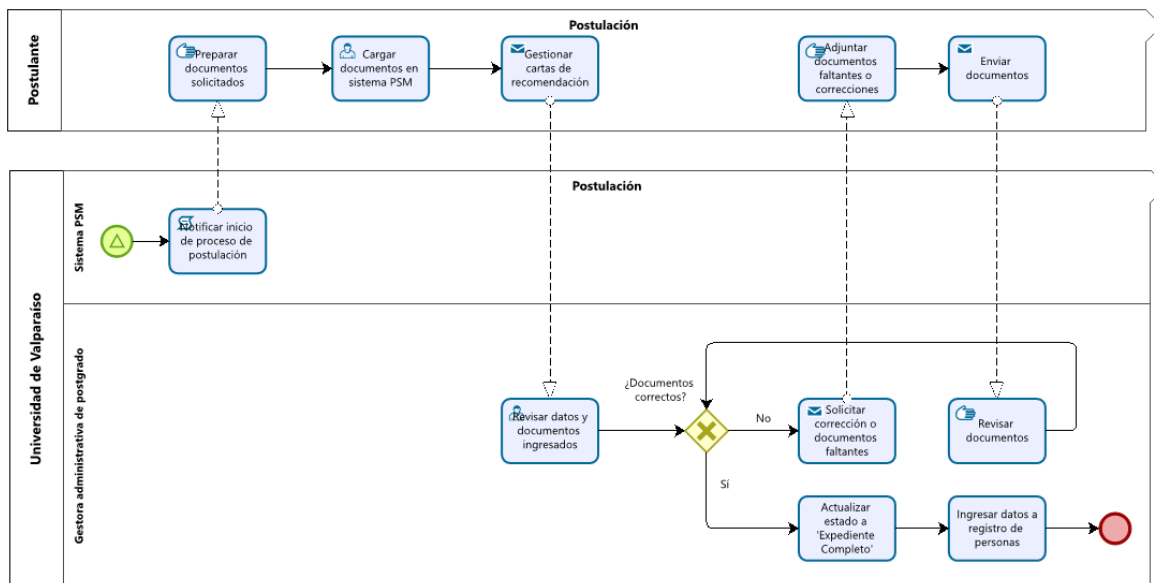 Postulación
Postulante
Preparar
documentos
solicitados
Cargar
documentos en
sistema PSM
Gestionar
cartas de
recomendación
Adjuntar
documentos
faltantes o
correcciones
Enviar
documentos
Universidad de Valparaíso
Postulación
Sistema PSM
Notificar inicio
de proceso de
postulación
Gestora administrativa de postgrado
Revisar datos y
documentos
ingresados
¿Documentos
correctos?
No
Solicitar
corrección o
documentos
faltantes
Revisar
documentos
Sí
Actualizar
estado a
'Expediente
Completo'
Ingresar datos a
registro de
personas